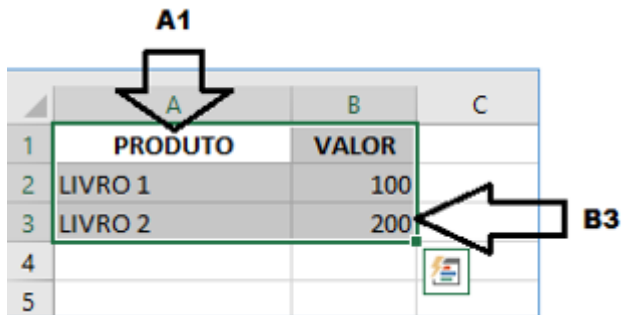 A1
A B C
1 PRODUTO VALOR
2 LIVRO 1 100
3 LIVRO 2 200
B3
4
5